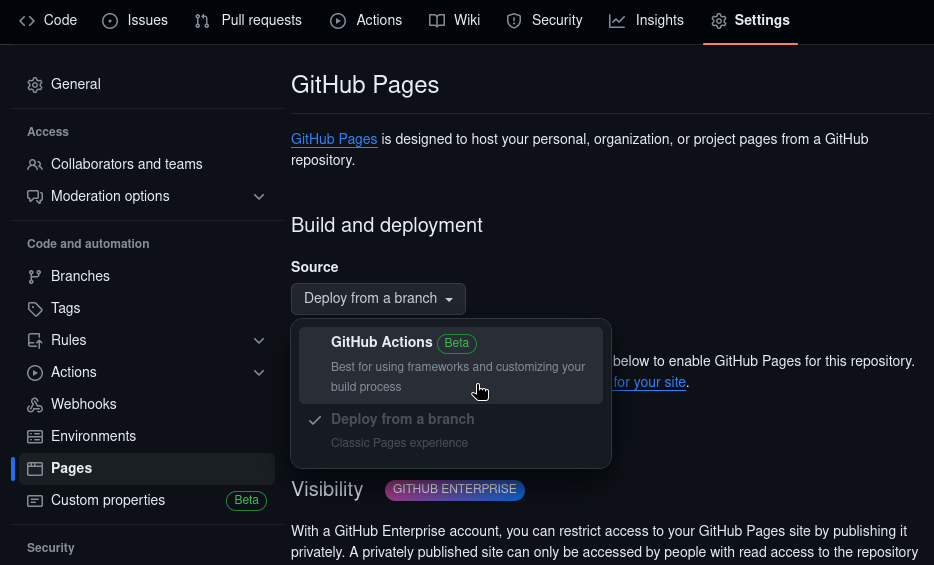 Code Issues Pull requests Actions Wiki Security Insights Settings
General
Access
Collaborators and teams
Moderation options
Code and automation
Branches
Tags
Rules
Actions
Webhooks
Environments
Pages
Custom properties Beta
Security
GitHub Pages
GitHub Pages is designed to host your personal, organization, or project pages from a GitHub
repository.
Build and deployment
Source
Deploy from a branch
GitHub Actions Beta
Best for using frameworks and customizing your
build process
Deploy from a branch
Classic Pages experience
below to enable GitHub Pages for this repository.
for your site.
Visibility GITHUB ENTERPRISE
With a GitHub Enterprise account, you can restrict access to your GitHub Pages site by publishing it
privately. A privately published site can only be accessed by people with read access to the repository